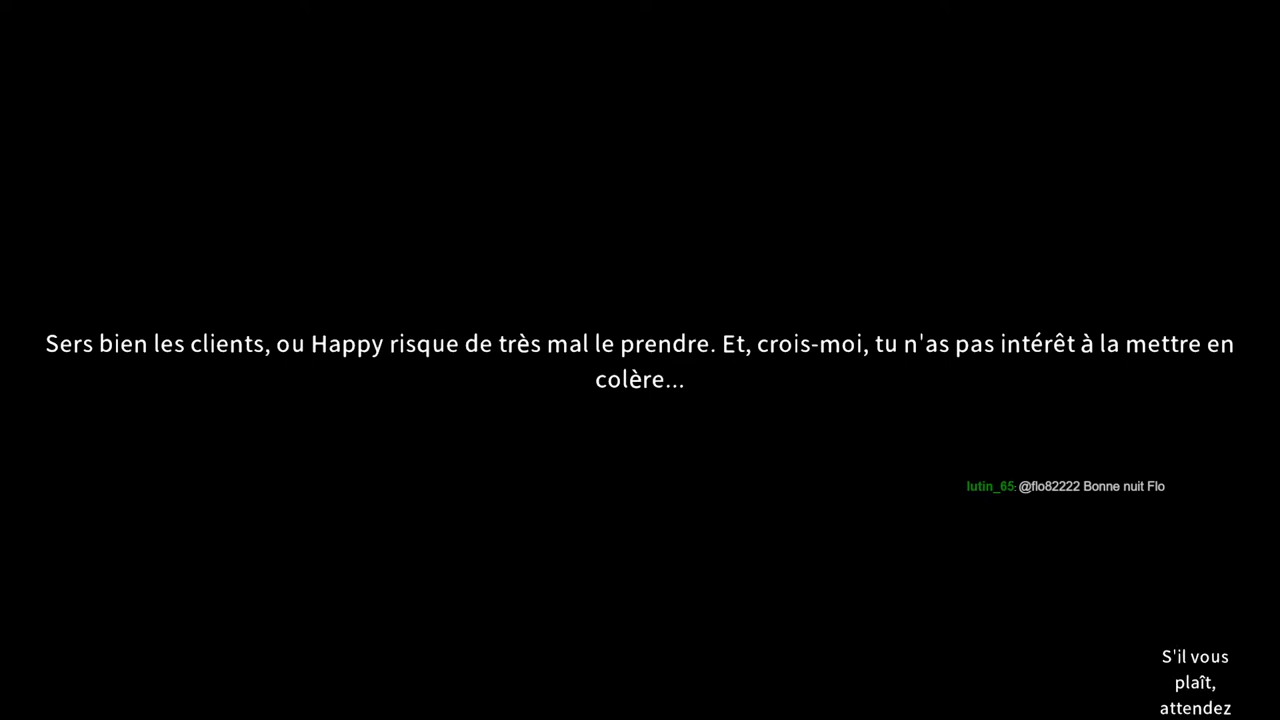 Sers bien les clients, ou Happy risque de très mal le prendre. Et, crois-moi, tu n'as pas intérêt à la mettre en
colère...
lutin_65: @flo82222 Bonne nuit Flo
S'il vous
plaît,
attendez